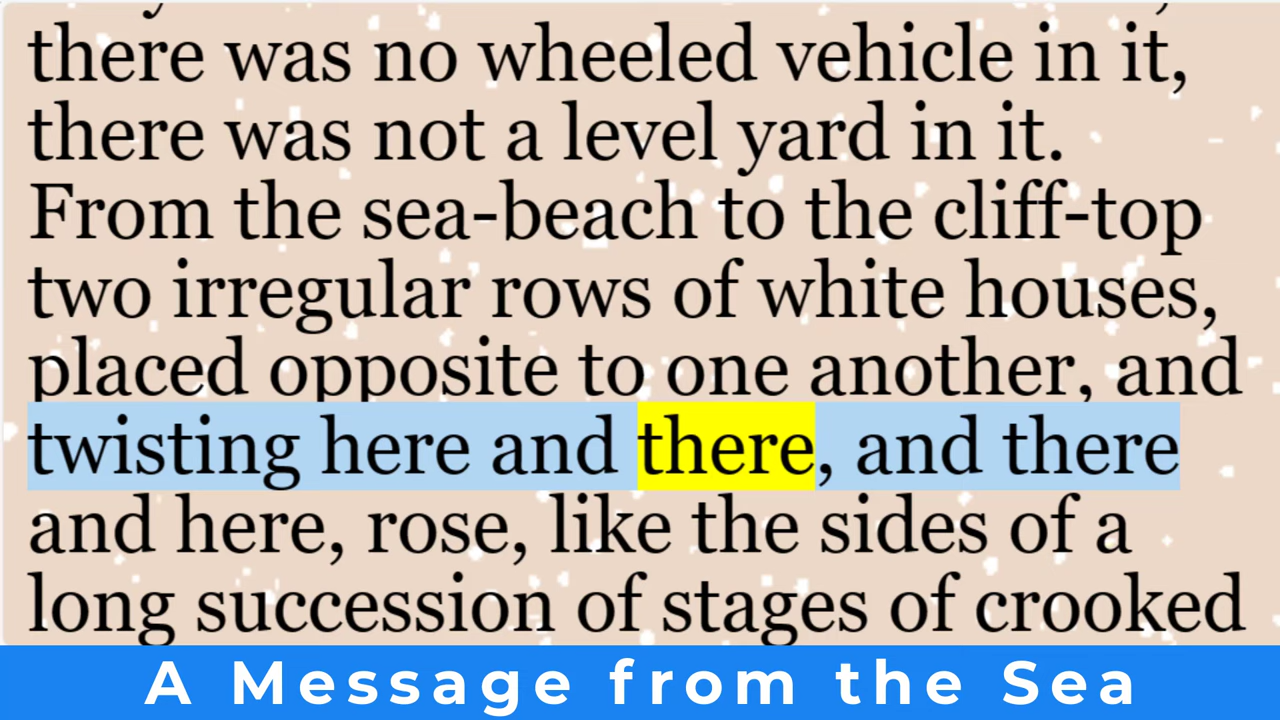 there was no wheeled vehicle in it,
there was not a level yard in it.
From the sea-beach to the cliff-top
two irregular rows of white houses,
placed opposite to one another, and
twisting here and there, and there
and here, rose, like the sides of a
long succession of stages of crooked
A Message from the Sea